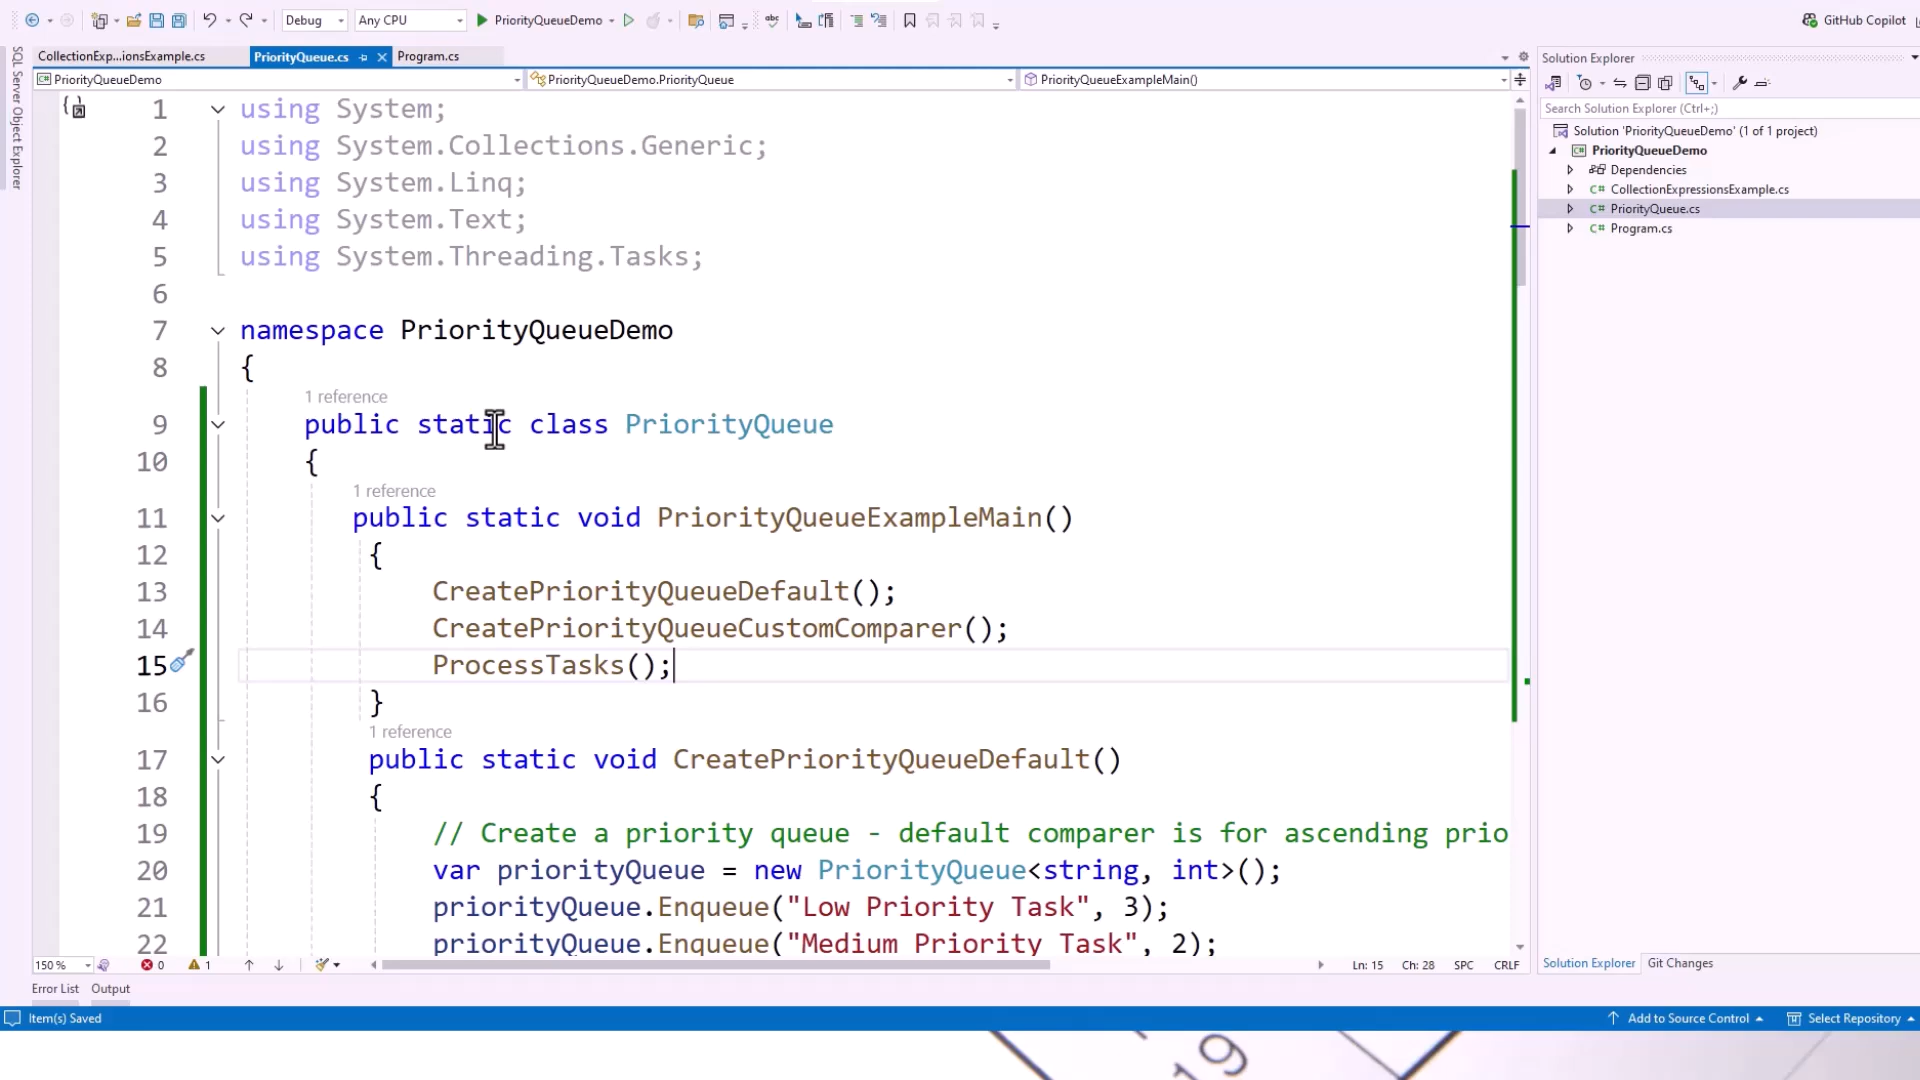 Debug
Any CPU
PriorityQueueDemo
GitHub Copilot
SQL Server Object Explorer
CollectionExp...ionsExample.cs
PriorityQueue.cs
Program.cs
PriorityQueueDemo
PriorityQueueDemo.PriorityQueue
PriorityQueueExampleMain()
1 using System;
2 using System.Collections.Generic;
3 using System.Linq;
4 using System.Text;
5 using System.Threading.Tasks;
6
7 namespace PriorityQueueDemo
8 {
1 reference
9 public static class PriorityQueue
10 {
1 reference
11 public static void PriorityQueueExampleMain()
12 {
13 CreatePriorityQueueDefault();
14 CreatePriorityQueueCustomComparer();
15 ProcessTasks();
16 }
1 reference
17 public static void CreatePriorityQueueDefault()
18 {
19 // Create a priority queue - default comparer is for ascending prio
20 var priorityQueue = new PriorityQueue<string, int>();
21 priorityQueue.Enqueue("Low Priority Task", 3);
22 priorityQueue.Enqueue("Medium Priority Task", 2);
150 %
0
1
Ln: 15
Ch: 28
SPC
CRLF
Solution Explorer
Search Solution Explorer (Ctrl+;)
Solution 'PriorityQueueDemo' (1 of 1 project)
PriorityQueueDemo
Dependencies
C# CollectionExpressionsExample.cs
C# PriorityQueue.cs
C# Program.cs
Solution Explorer
Git Changes
Error List
Output
Item(s) Saved
Add to Source Control
Select Repository
19